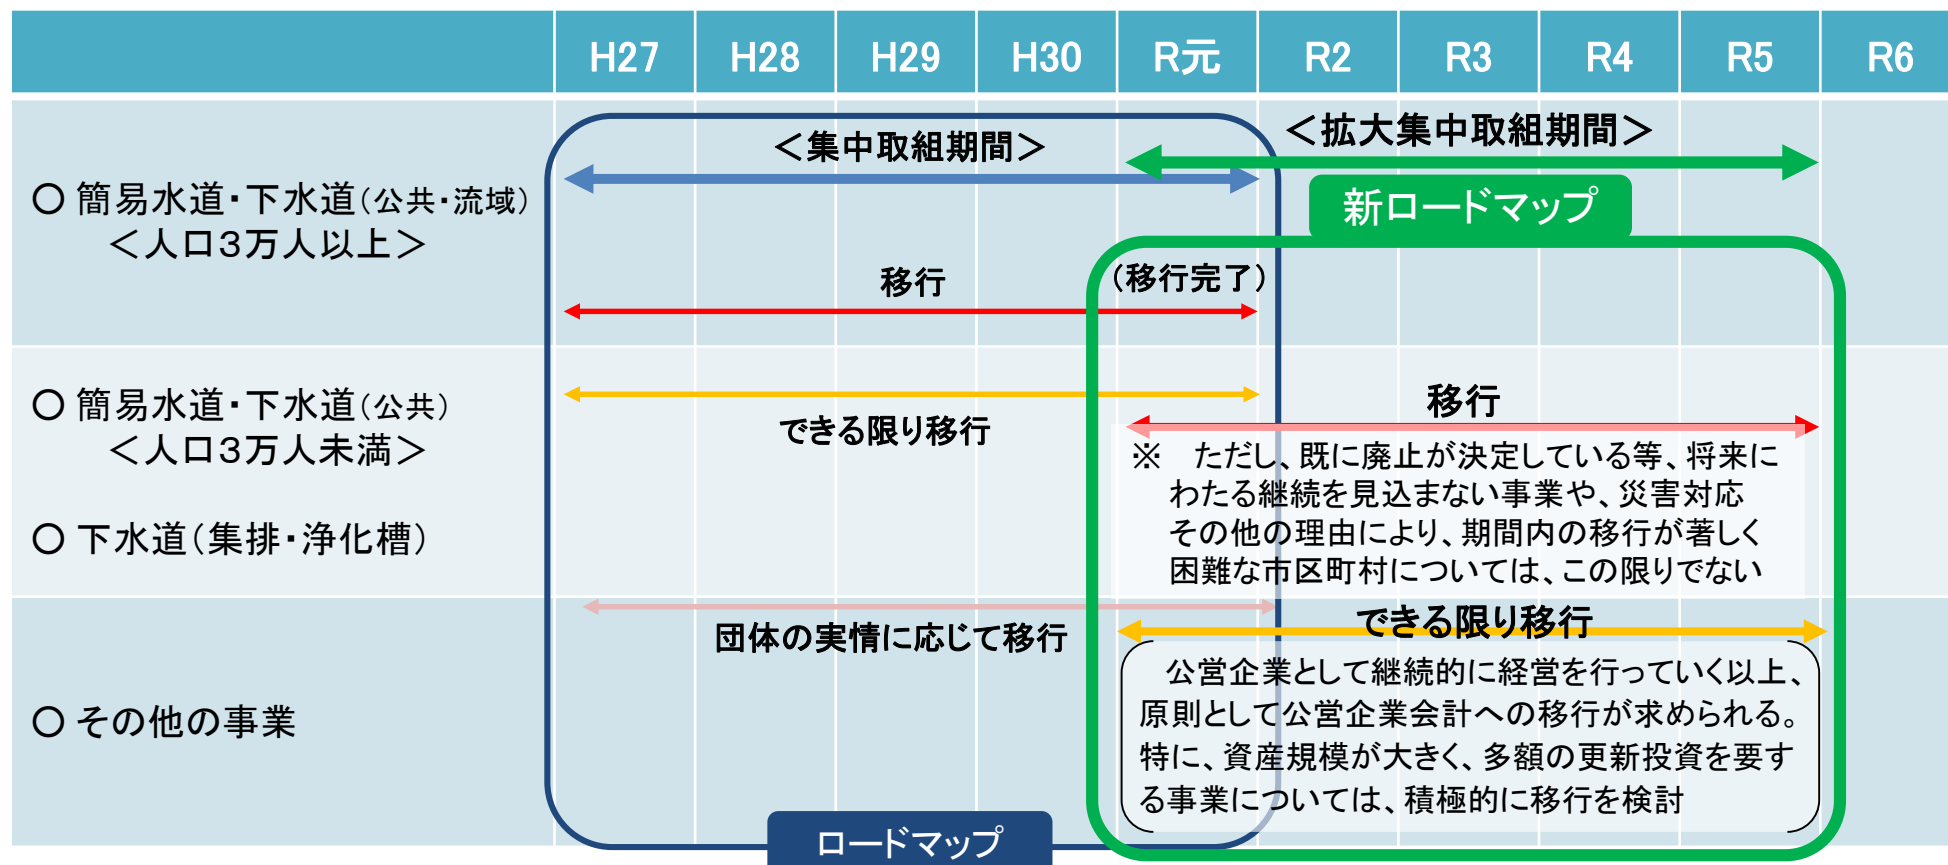 H27 H28 H29 H30 R元 R2 R3 R4 R5 R6
＜集中取組期間＞
＜拡大集中取組期間＞
新ロードマップ
〇 簡易水道・下水道（公共・流域）
＜人口３万人以上＞
移行
（移行完了）
〇 簡易水道・下水道（公共）
＜人口３万人未満＞
〇 下水道（集排・浄化槽）
できる限り移行
移行
※　ただし、既に廃止が決定している等、将来に
わたる継続を見込まない事業や、災害対応
その他の理由により、期間内の移行が著しく
困難な市区町村については、この限りでない
〇 その他の事業
団体の実情に応じて移行
できる限り移行
公営企業として継続的に経営を行っていく以上、
原則として公営企業会計への移行が求められる。
特に、資産規模が大きく、多額の更新投資を要す
る事業については、積極的に移行を検討
ロードマップ